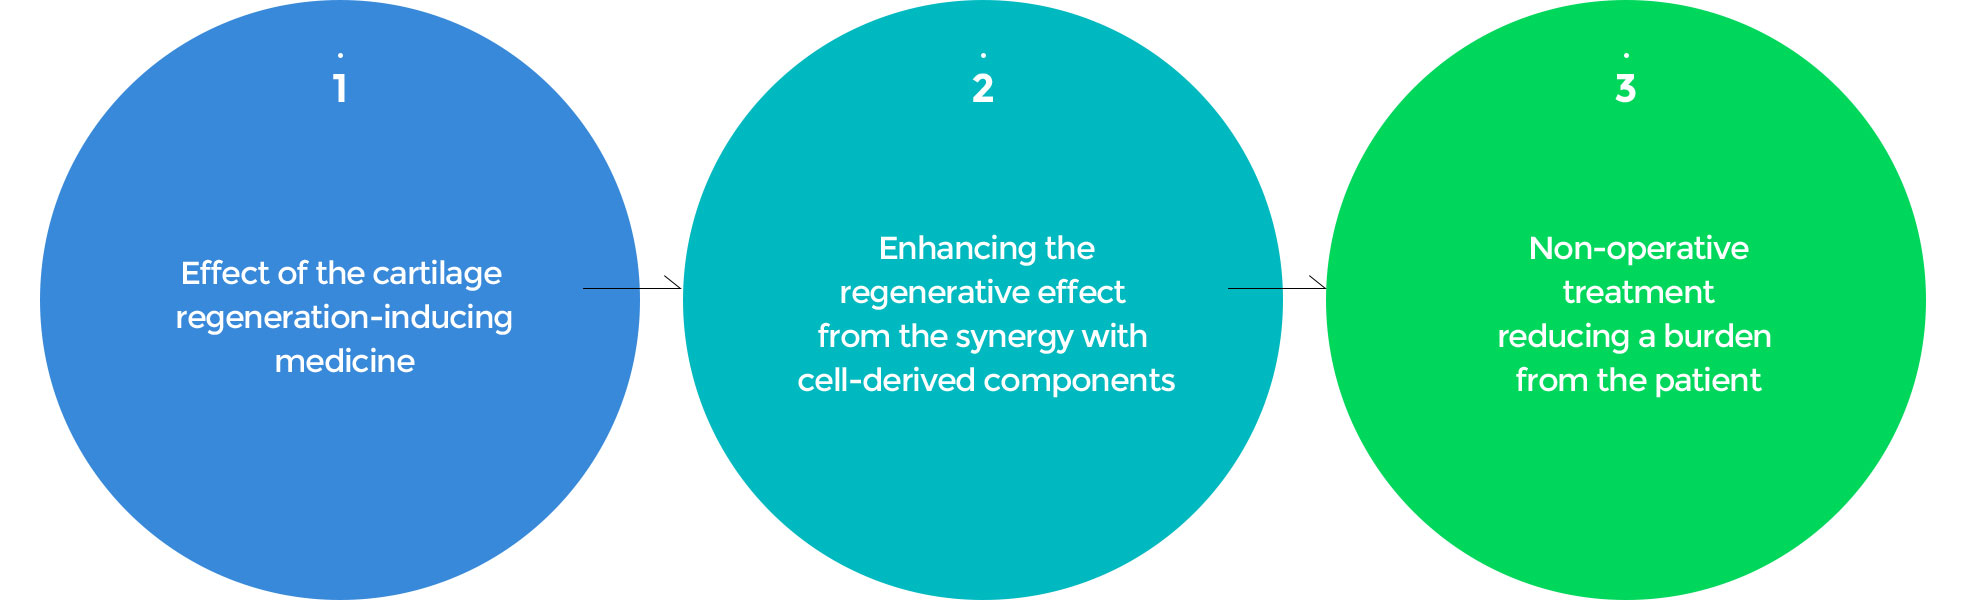 1
Effect of the cartilage
regeneration-inducing
medicine
2
Enhancing the
regenerative effect
from the synergy with
cell-derived components
3
Non-operative
treatment
reducing a burden
from the patient